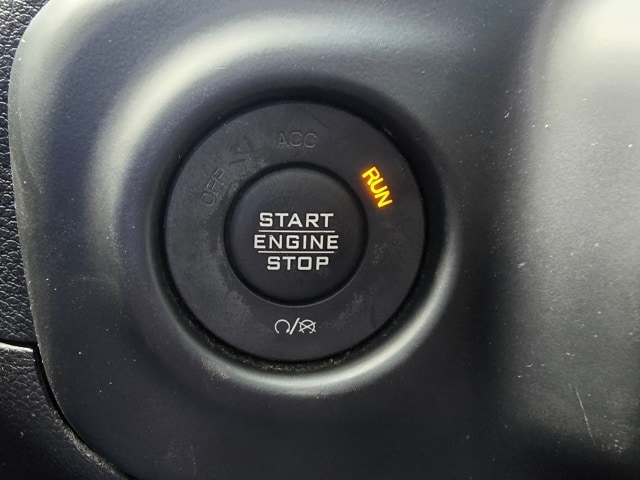 ACC
OFF
RUN
START
ENGINE
STOP